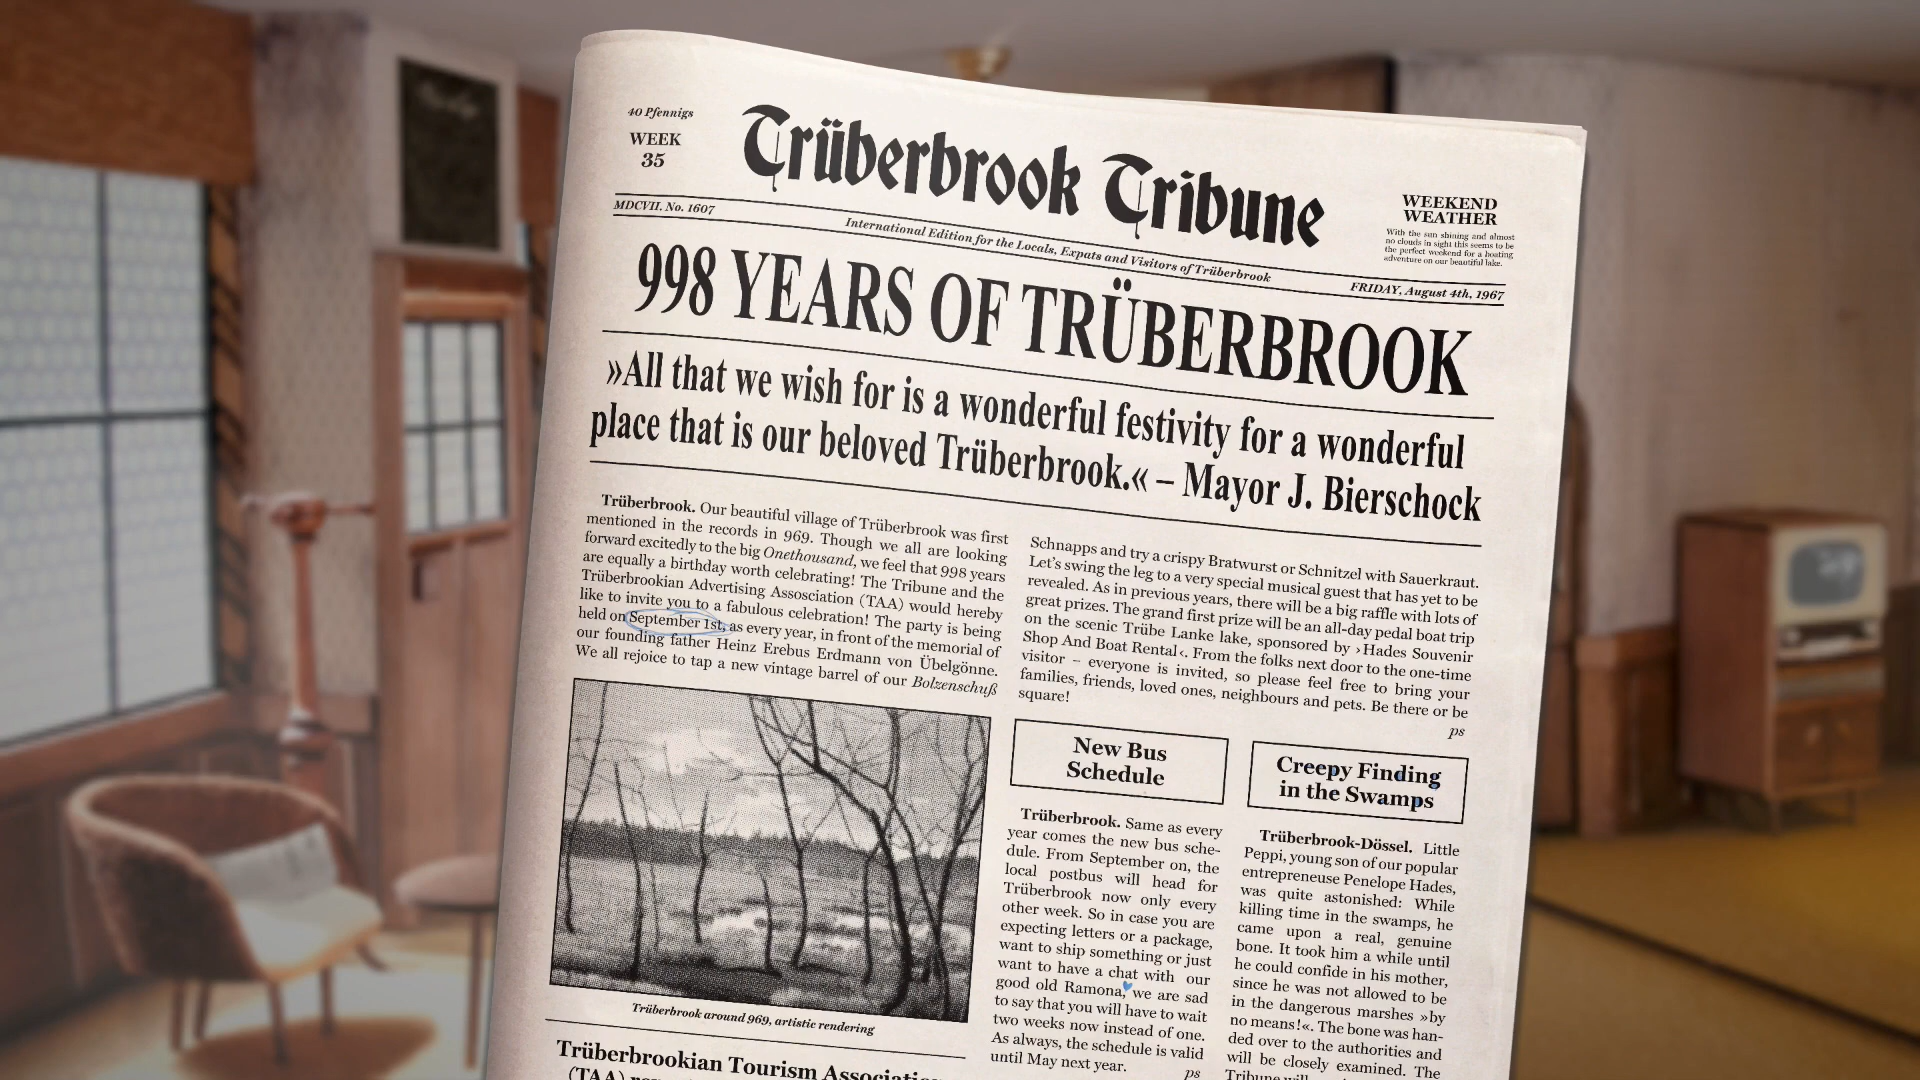 40 Pfennigs
WEEK
35
Trüberbrook Tribune
WEEKEND
WEATHER
With the sun shining and almost
no clouds in sight this seems to be
the perfect weekend for a boating
adventure on our beautiful lake.
MDCVII. No. 1607
International Edition for the Locals, Expats and Visitors of Trüberbrook
FRIDAY, August 4th, 1967
998 YEARS OF TRÜBERBROOK
»All that we wish for is a wonderful festivity for a wonderful
place that is our beloved Trüberbrook.« – Mayor J. Bierschock
Trüberbrook. Our beautiful village of Trüberbrook was first
mentioned in the records in 969. Though we all are looking
forward excitedly to the big Onethousand, we feel that 998 years
are equally a birthday worth celebrating! The Tribune and the
Trüberbrookian Advertising Assosciation (TAA) would hereby
like to invite you to a fabulous celebration! The party is being
held on September 1st, as every year, in front of the memorial of
our founding father Heinz Erebus Erdmann von Übelgönne.
We all rejoice to tap a new vintage barrel of our Bolzenschuß
Schnapps and try a crispy Bratwurst or Schnitzel with Sauerkraut.
Let's swing the leg to a very special musical guest that has yet to be
revealed. As in previous years, there will be a big raffle with lots of
great prizes. The grand first prize will be an all-day pedal boat trip
on the scenic Trübe Lanke lake, sponsored by ›Hades Souvenir
Shop And Boat Rental‹. From the folks next door to the one-time
visitor – everyone is invited, so please feel free to bring your
families, friends, loved ones, neighbours and pets. Be there or be
square!
ps
Trüberbrook around 969, artistic rendering
Trüberbrookian Tourism
(TAA)
New Bus
Schedule
Trüberbrook. Same as every
year comes the new bus sche-
dule. From September on, the
local postbus will head for
Trüberbrook now only every
other week. So in case you are
expecting letters or a package,
want to ship something or just
want to have a chat with our
good old Ramona, we are sad
to say that you will have to wait
two weeks now instead of one.
As always, the schedule is valid
until May next year.
ps
Creepy Finding
in the Swamps
Trüberbrook-Dössel. Little
Peppi, young son of our popular
entrepreneuse Penelope Hades,
was quite astonished: While
killing time in the swamps, he
came upon a real, genuine
bone. It took him a while until
he could confide in his mother,
since he was not allowed to be
in the dangerous marshes »by
no means!«. The bone was han-
ded over to the authorities and
will be closely examined. The
Tribune will